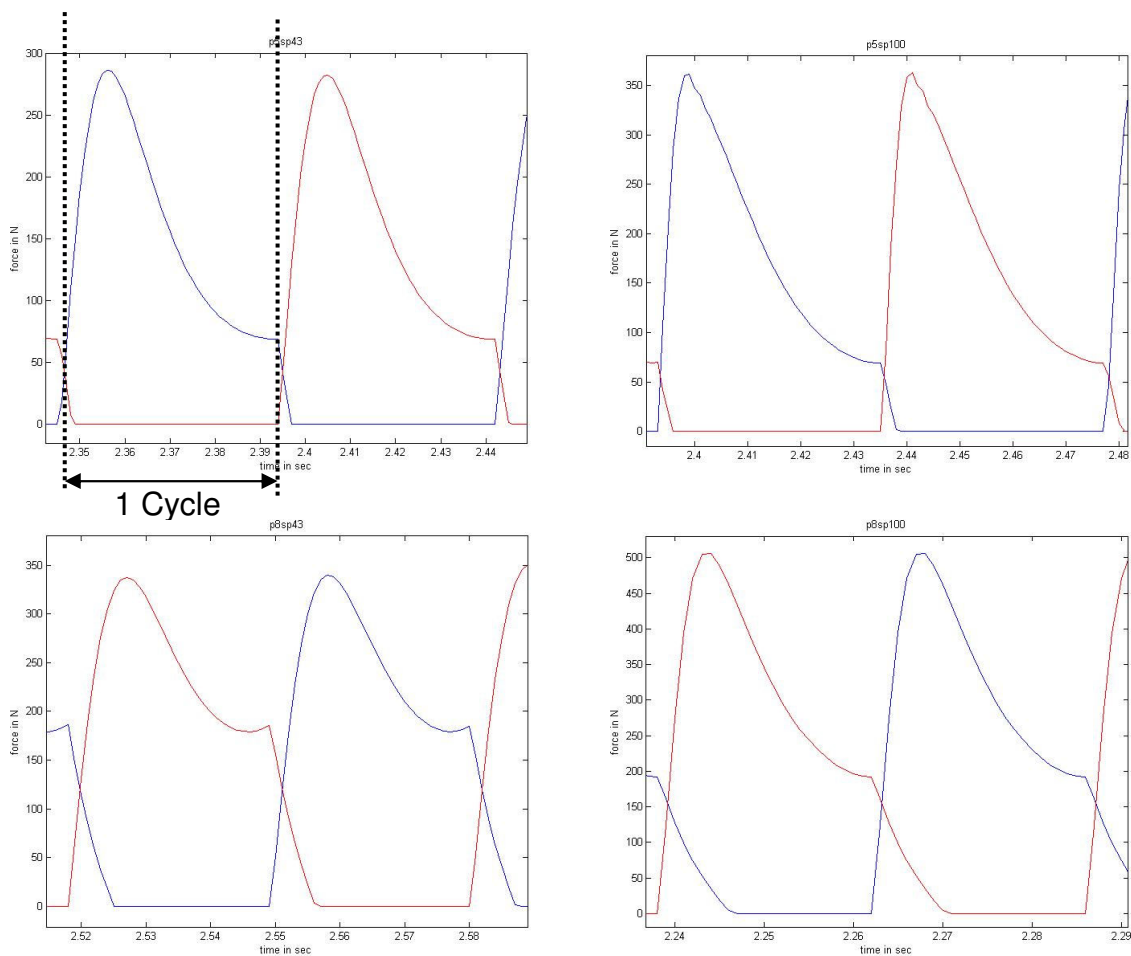 p5sp43
300
250
200
150
100
50
0
force in N
2.35 2.36 2.37 2.38 2.39 2.4 2.41 2.42 2.43 2.44
time in sec
1 Cycle
p5sp100
350
300
250
200
150
100
50
0
force in N
2.4 2.41 2.42 2.43 2.44 2.45 2.46 2.47 2.48
time in sec
p8sp43
350
300
250
200
150
100
50
0
force in N
2.52 2.53 2.54 2.55 2.56 2.57 2.58
time in sec
p8sp100
500
450
400
350
300
250
200
150
100
50
0
force in N
2.24 2.25 2.26 2.27 2.28 2.29
time in sec